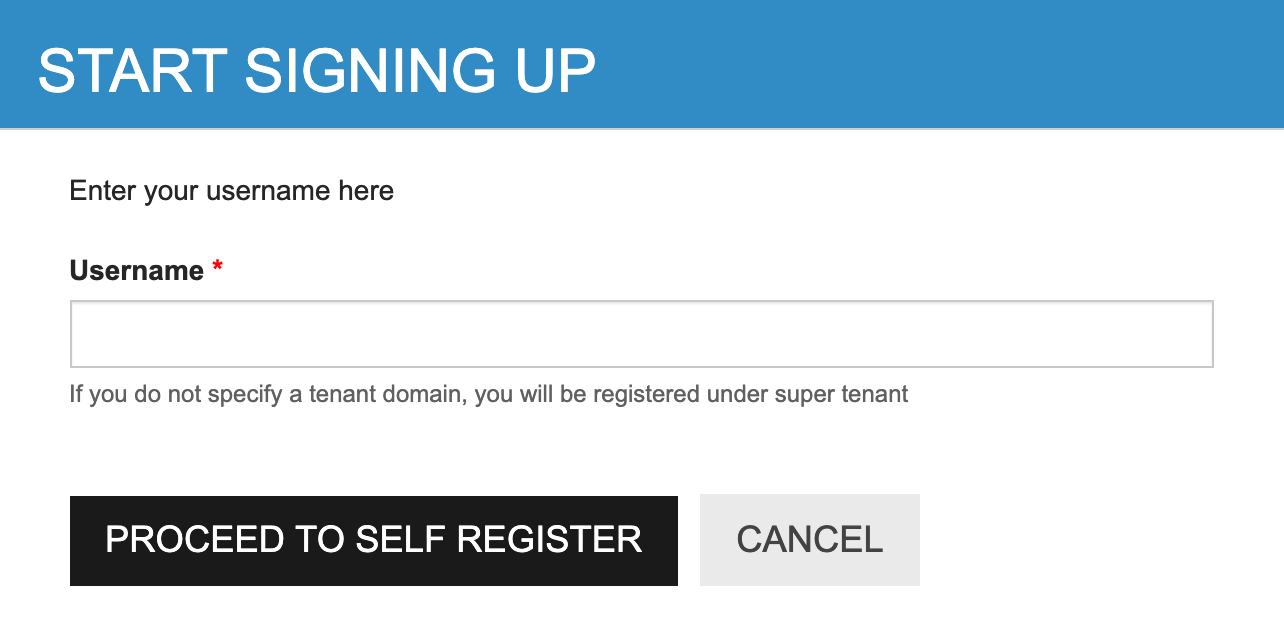 START SIGNING UP
Enter your username here
Username *
If you do not specify a tenant domain, you will be registered under super tenant
PROCEED TO SELF REGISTER
CANCEL